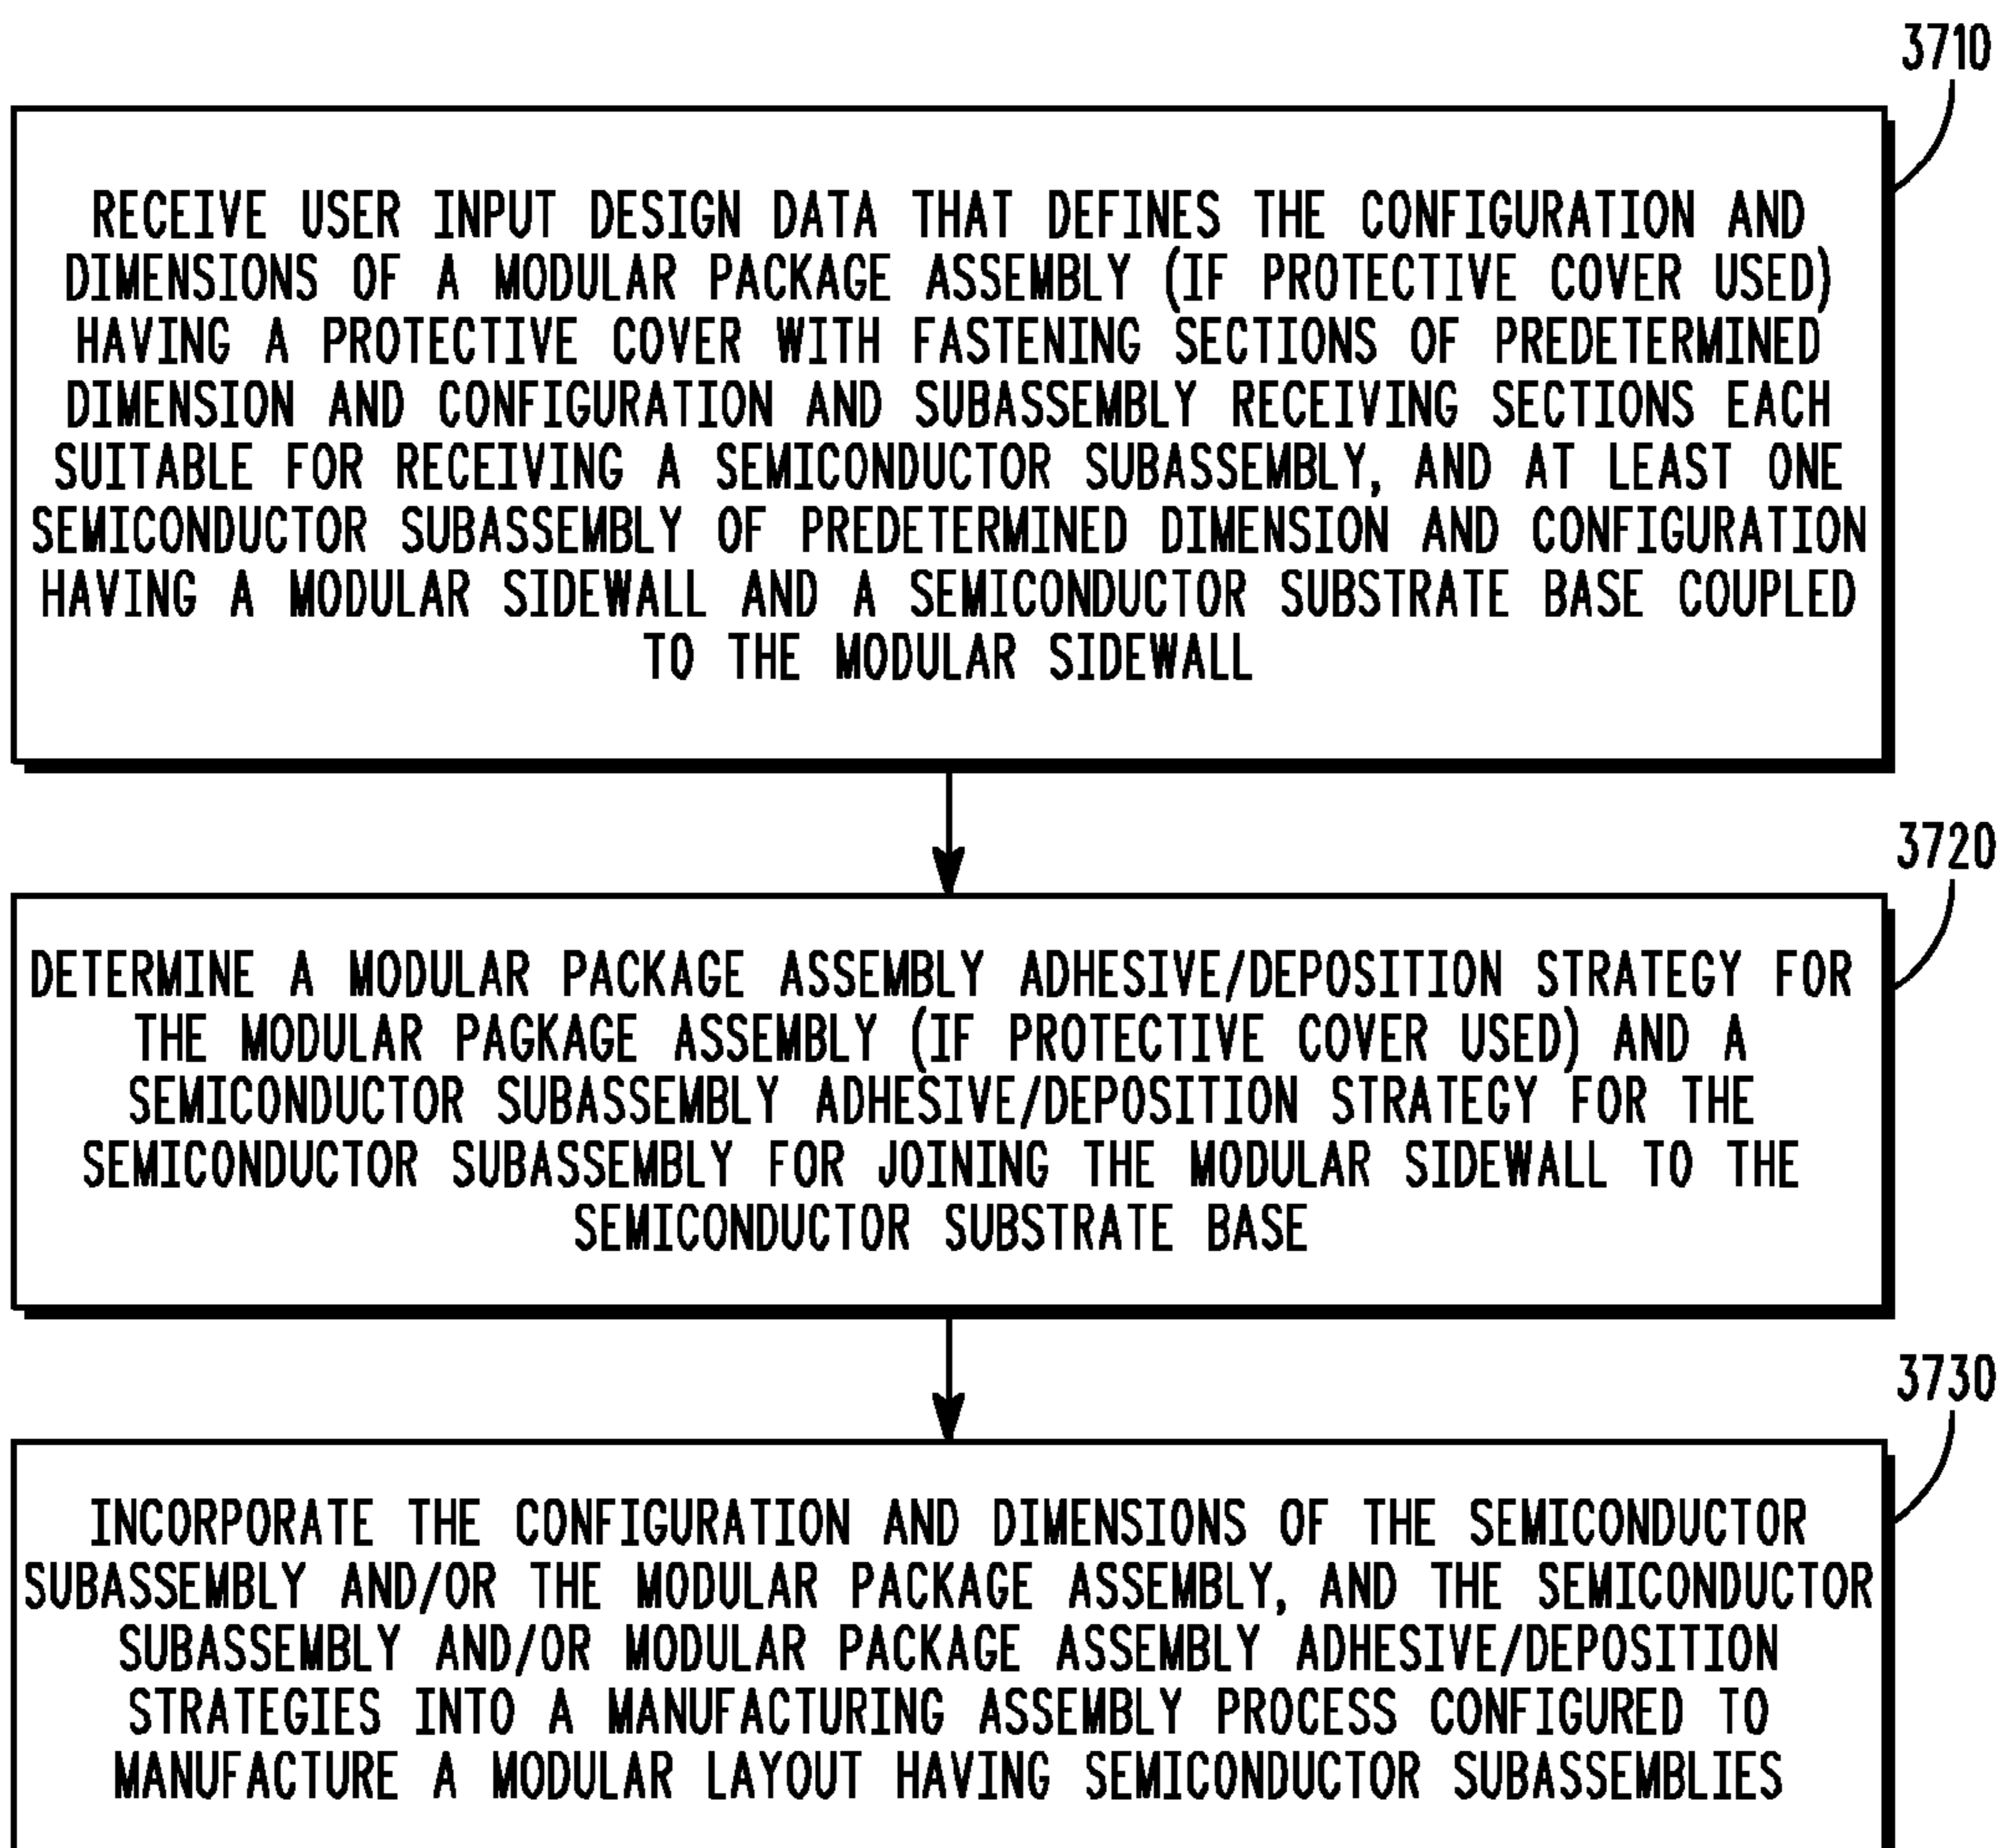 3710
RECEIVE USER INPUT DESIGN DATA THAT DEFINES THE CONFIGURATION AND
DIMENSIONS OF A MODULAR PACKAGE ASSEMBLY (IF PROTECTIVE COVER USED)
HAVING A PROTECTIVE COVER WITH FASTENING SECTIONS OF PREDETERMINED
DIMENSION AND CONFIGURATION AND SUBASSEMBLY RECEIVING SECTIONS EACH
SUITABLE FOR RECEIVING A SEMICONDUCTOR SUBASSEMBLY, AND AT LEAST ONE
SEMICONDUCTOR SUBASSEMBLY OF PREDETERMINED DIMENSION AND CONFIGURATION
HAVING A MODULAR SIDEWALL AND A SEMICONDUCTOR SUBSTRATE BASE COUPLED
TO THE MODULAR SIDEWALL
3720
DETERMINE A MODULAR PACKAGE ASSEMBLY ADHESIVE/DEPOSITION STRATEGY FOR
THE MODULAR PAGKAGE ASSEMBLY (IF PROTECTIVE COVER USED) AND A
SEMICONDUCTOR SUBASSEMBLY ADHESIVE/DEPOSITION STRATEGY FOR THE
SEMICONDUCTOR SUBASSEMBLY FOR JOINING THE MODULAR SIDEWALL TO THE
SEMICONDUCTOR SUBSTRATE BASE
3730
INCORPORATE THE CONFIGURATION AND DIMENSIONS OF THE SEMICONDUCTOR
SUBASSEMBLY AND/OR THE MODULAR PACKAGE ASSEMBLY, AND THE SEMICONDUCTOR
SUBASSEMBLY AND/OR MODULAR PACKAGE ASSEMBLY ADHESIVE/DEPOSITION
STRATEGIES INTO A MANUFACTURING ASSEMBLY PROCESS CONFIGURED TO
MANUFACTURE A MODULAR LAYOUT HAVING SEMICONDUCTOR SUBASSEMBLIES